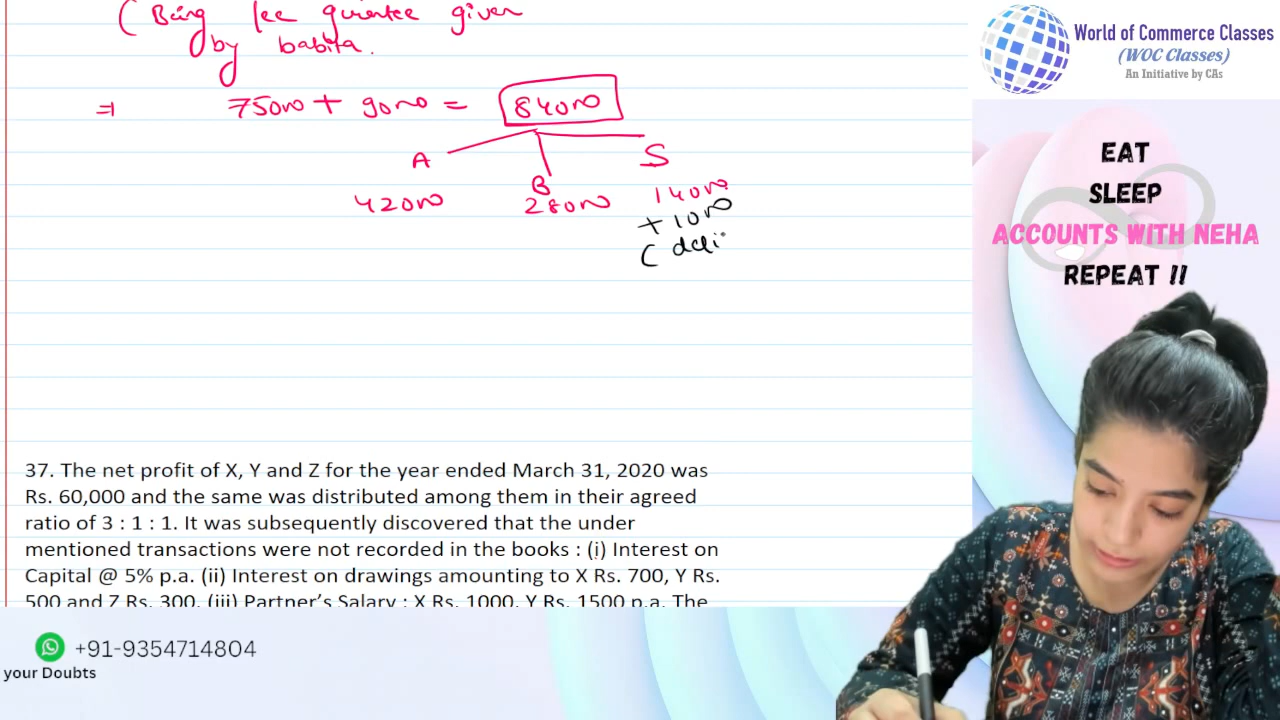 (Being fee guarantee given
by babita.
⇒ 75000 + 9000 = 84000
A B S
42000 28000 14000
+ 1000
( defi
37. The net profit of X, Y and Z for the year ended March 31, 2020 was
Rs. 60,000 and the same was distributed among them in their agreed
ratio of 3 : 1 : 1. It was subsequently discovered that the under
mentioned transactions were not recorded in the books : (i) Interest on
Capital @ 5% p.a. (ii) Interest on drawings amounting to X Rs. 700, Y Rs.
500 and Z Rs. 300. (iii) Partner's Salary : X Rs. 1000, Y Rs. 1500 p.a. The
World of Commerce Classes
(WOC Classes)
An Initiative by CAs
EAT
SLEEP
ACCOUNTS WITH NEHA
REPEAT !!
+91-9354714804
your Doubts